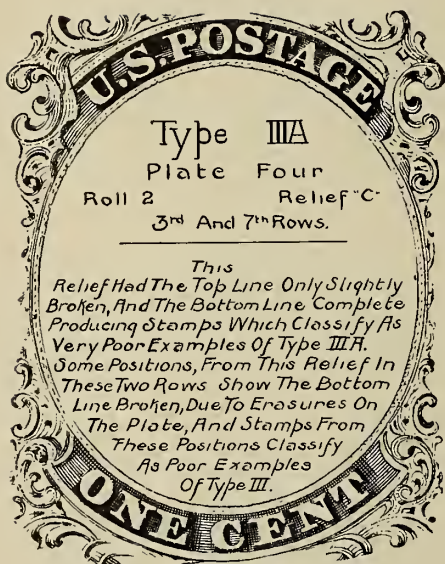 U.S. POSTAGE
Type IIIA
Plate Four
Roll 2 Relief "C"
3rd And 7th Rows.
This
Relief Had The Top Line Only Slightly
Broken, And The Bottom Line Complete
Producing Stamps Which Classify As
Very Poor Examples Of Type IIIA.
Some Positions, From This Relief In
These Two Rows Show The Bottom
Line Broken, Due To Erasures On
The Plate, And Stamps From
These Positions Classify
As Poor Examples
Of Type III.
ONE CENT